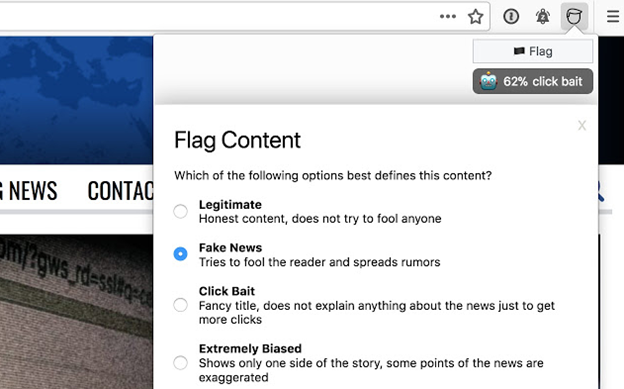 Flag
62% click bait
X
Flag Content
Which of the following options best defines this content?
Legitimate
Honest content, does not try to fool anyone
Fake News
Tries to fool the reader and spreads rumors
Click Bait
Fancy title, does not explain anything about the news just to get
more clicks
Extremely Biased
Shows only one side of the story, some points of the news are
exaggerated
NEWS CONTAC
om/?gws_rd=ssl#q=c